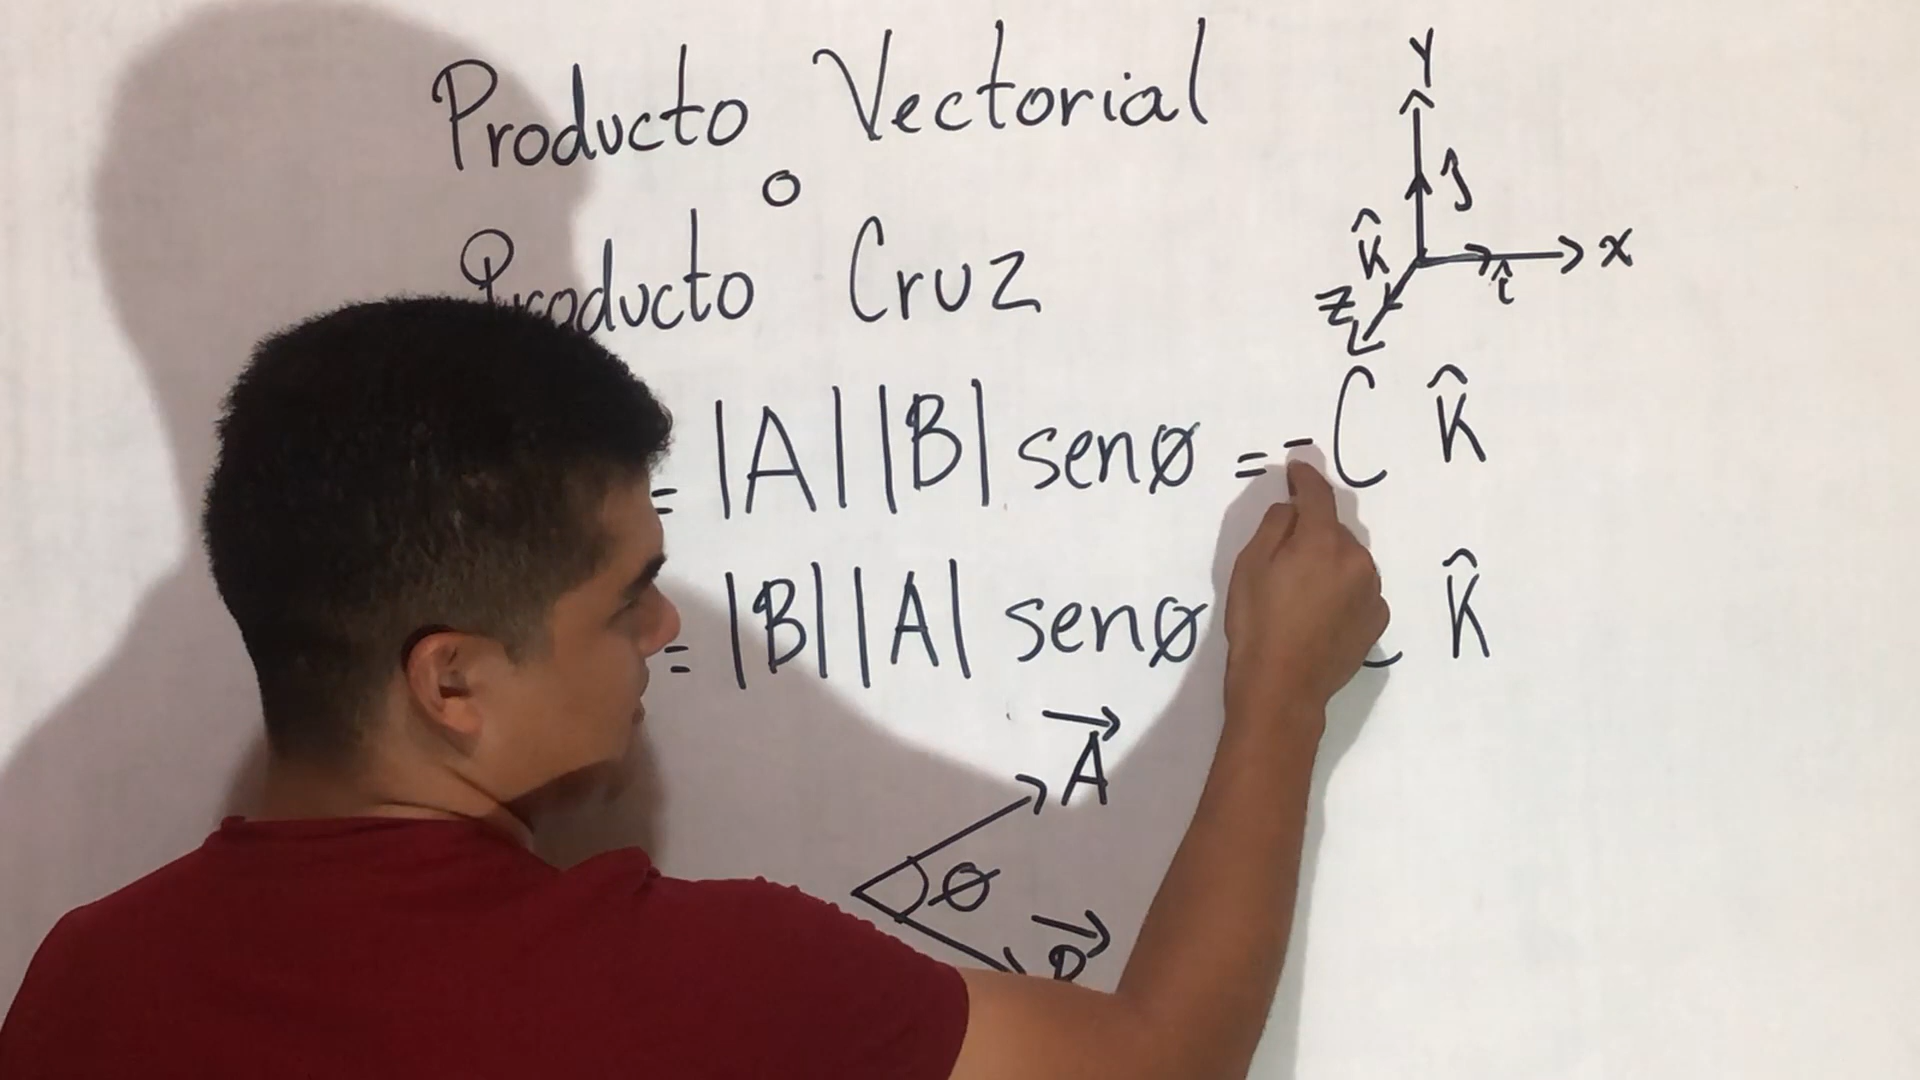 Producto Vectorial
o
Producto Cruz
= |A| |B| senø = -C k̂
= |B| |A| senø C k̂
A⃗
ø
B⃗
Y
ĵ
k̂
X
î
Z